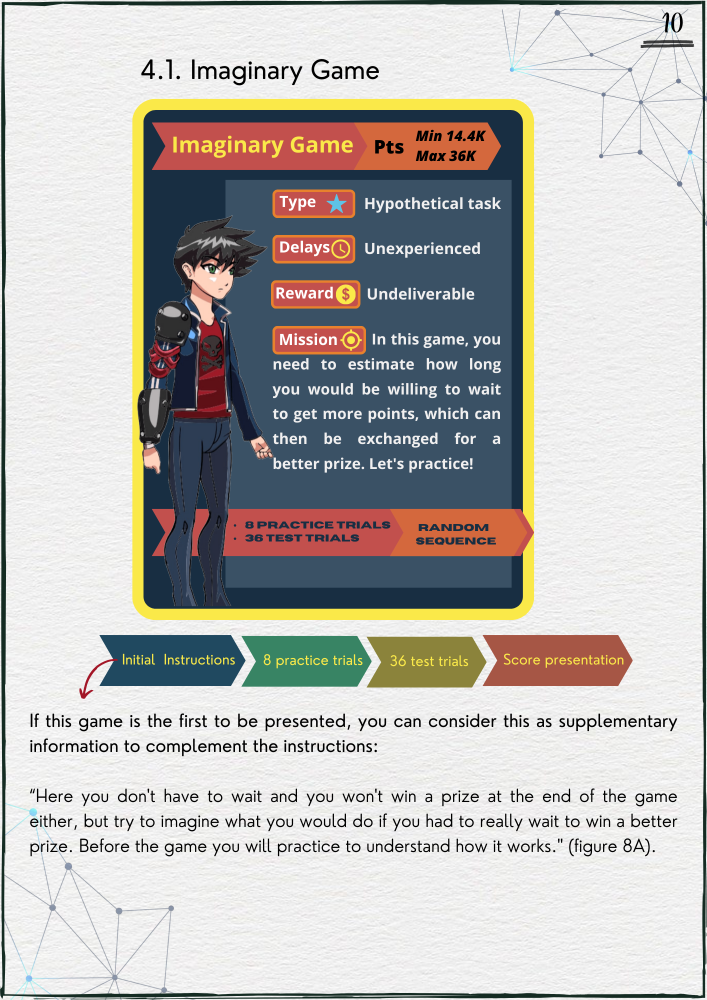 10
4.1. Imaginary Game
Imaginary Game
Pts
Min 14.4K
Max 36K
Type
Hypothetical task
Delays
Unexperienced
Reward
$
Undeliverable
Mission
In this game, you
need to estimate how long
you would be willing to wait
to get more points, which can
then be exchanged for a
better prize. Let's practice!
• 8 PRACTICE TRIALS
• 36 TEST TRIALS
RANDOM
SEQUENCE
Initial Instructions
8 practice trials
36 test trials
Score presentation
If this game is the first to be presented, you can consider this as supplementary
information to complement the instructions:
“Here you don't have to wait and you won't win a prize at the end of the game
either, but try to imagine what you would do if you had to really wait to win a better
prize. Before the game you will practice to understand how it works." (figure 8A).